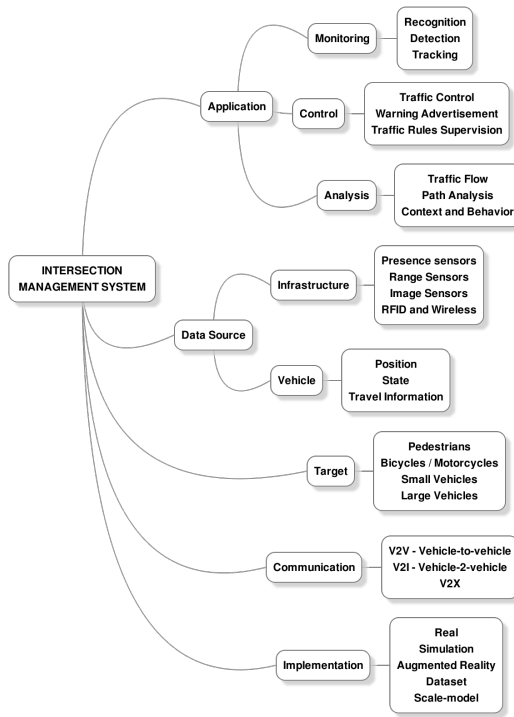 INTERSECTION
MANAGEMENT SYSTEM
Application
Monitoring
Recognition
Detection
Tracking
Control
Traffic Control
Warning Advertisement
Traffic Rules Supervision
Analysis
Traffic Flow
Path Analysis
Context and Behavior
Data Source
Infrastructure
Presence sensors
Range Sensors
Image Sensors
RFID and Wireless
Vehicle
Position
State
Travel Information
Target
Pedestrians
Bicycles / Motorcycles
Small Vehicles
Large Vehicles
Communication
V2V - Vehicle-to-vehicle
V2I - Vehicle-2-vehicle
V2X
Implementation
Real
Simulation
Augmented Reality
Dataset
Scale-model